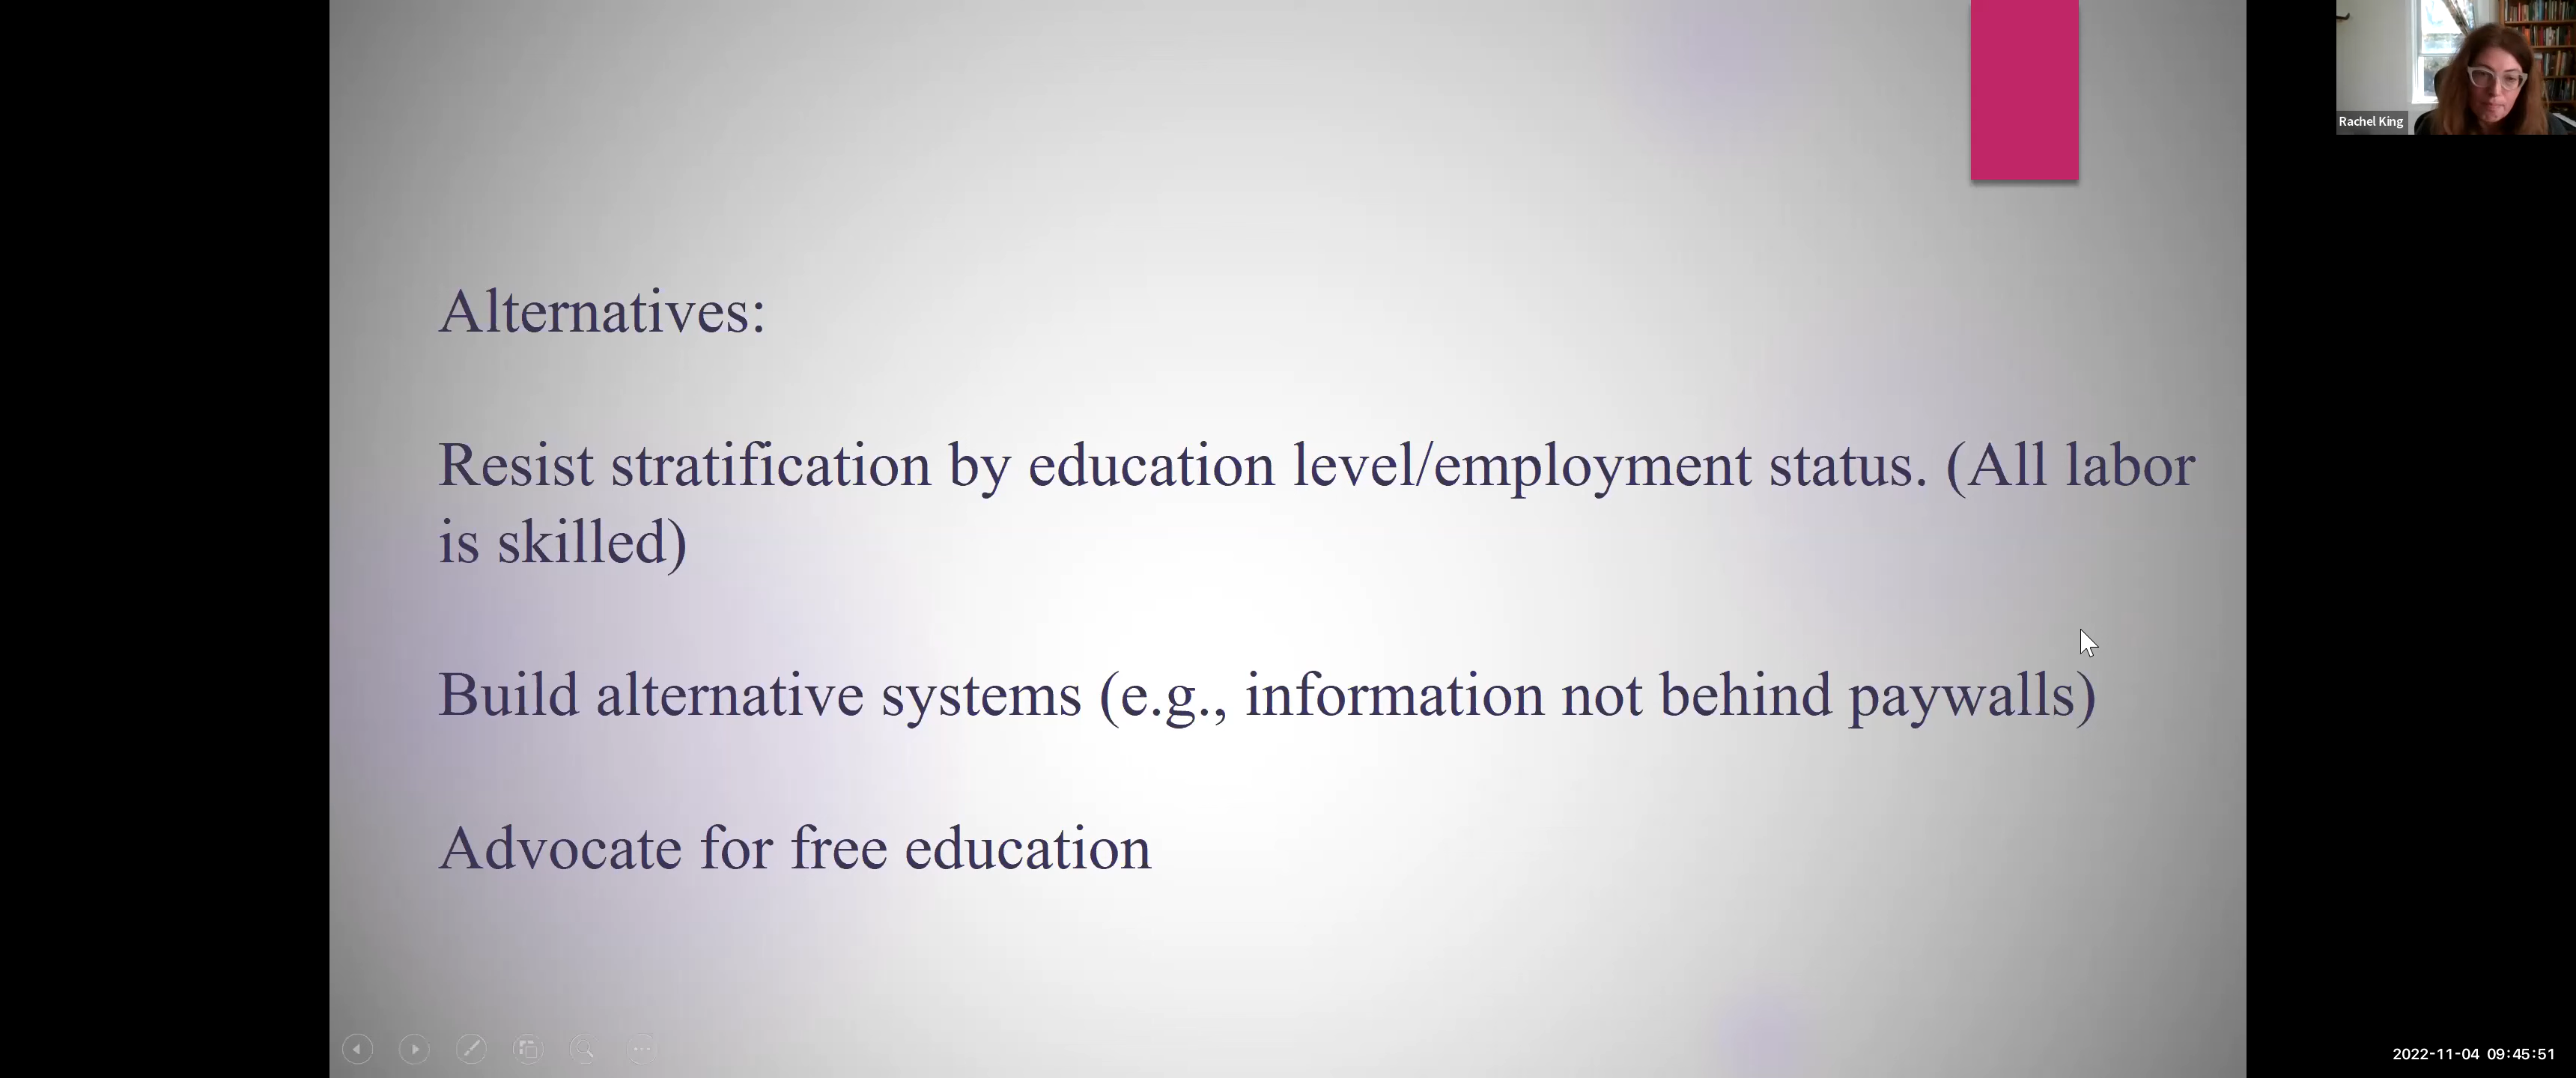 Rachel King
Alternatives:
Resist stratification by education level/employment status. (All labor
is skilled)
Build alternative systems (e.g., information not behind paywalls)
Advocate for free education
2022-11-04 09:45:51